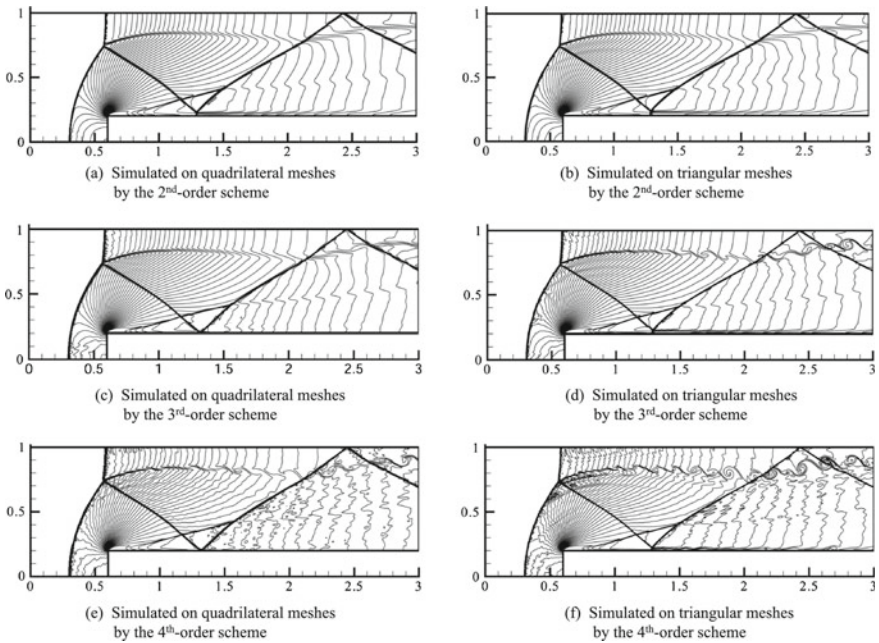 1
0.5
0
0 0.5 1 1.5 2 2.5 3
(a) Simulated on quadrilateral meshes
by the 2nd-order scheme
1
0.5
0
0 0.5 1 1.5 2 2.5 3
(b) Simulated on triangular meshes
by the 2nd-order scheme
1
0.5
0
0 0.5 1 1.5 2 2.5 3
(c) Simulated on quadrilateral meshes
by the 3rd-order scheme
1
0.5
0
0 0.5 1 1.5 2 2.5 3
(d) Simulated on triangular meshes
by the 3rd-order scheme
1
0.5
0
0 0.5 1 1.5 2 2.5 3
(e) Simulated on quadrilateral meshes
by the 4th-order scheme
1
0.5
0
0 0.5 1 1.5 2 2.5 3
(f) Simulated on triangular meshes
by the 4th-order scheme